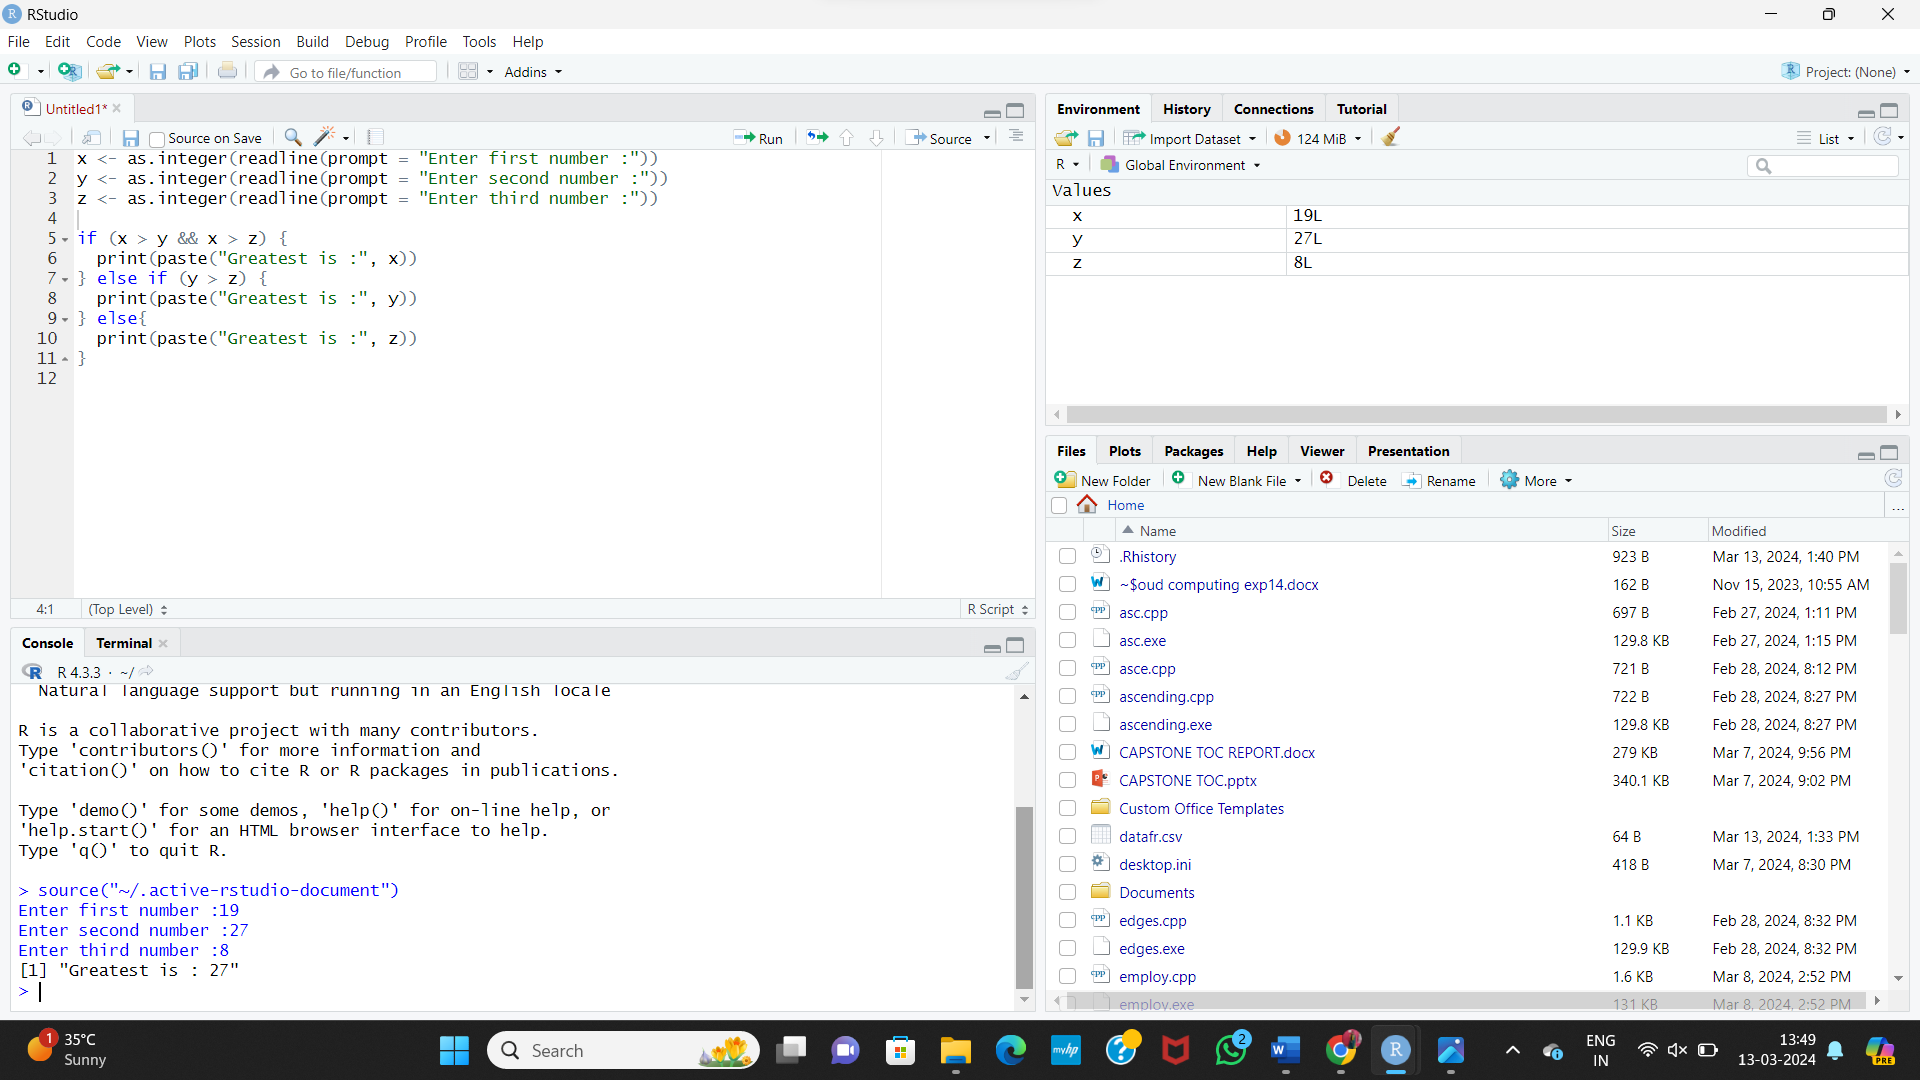 RStudio
File Edit Code View Plots Session Build Debug Profile Tools Help
Go to file/function Addins Project: (None)
Untitled1*
Source on Save Run Source
1 x <- as.integer(readline(prompt = "Enter first number :"))
2 y <- as.integer(readline(prompt = "Enter second number :"))
3 z <- as.integer(readline(prompt = "Enter third number :"))
4
5 if (x > y && x > z) {
6 print(paste("Greatest is :", x))
7 } else if (y > z) {
8 print(paste("Greatest is :", y))
9 } else{
10 print(paste("Greatest is :", z))
11 }
12
4:1 (Top Level) R Script
Console Terminal
R 4.3.3 · ~/
Natural language support but running in an English locale
R is a collaborative project with many contributors.
Type 'contributors()' for more information and
'citation()' on how to cite R or R packages in publications.
Type 'demo()' for some demos, 'help()' for on-line help, or
'help.start()' for an HTML browser interface to help.
Type 'q()' to quit R.
> source("~/.active-rstudio-document")
Enter first number :19
Enter second number :27
Enter third number :8
[1] "Greatest is : 27"
>
Environment History Connections Tutorial
Import Dataset 124 MiB List
R Global Environment
Values
x 19L
y 27L
z 8L
Files Plots Packages Help Viewer Presentation
New Folder New Blank File Delete Rename More
Home ...
Name Size Modified
.Rhistory 923 B Mar 13, 2024, 1:40 PM
~$oud computing exp14.docx 162 B Nov 15, 2023, 10:55 AM
asc.cpp 697 B Feb 27, 2024, 1:11 PM
asc.exe 129.8 KB Feb 27, 2024, 1:15 PM
asce.cpp 721 B Feb 28, 2024, 8:12 PM
ascending.cpp 722 B Feb 28, 2024, 8:27 PM
ascending.exe 129.8 KB Feb 28, 2024, 8:27 PM
CAPSTONE TOC REPORT.docx 279 KB Mar 7, 2024, 9:56 PM
CAPSTONE TOC.pptx 340.1 KB Mar 7, 2024, 9:02 PM
Custom Office Templates
datafr.csv 64 B Mar 13, 2024, 1:33 PM
desktop.ini 418 B Mar 7, 2024, 8:30 PM
Documents
edges.cpp 1.1 KB Feb 28, 2024, 8:32 PM
edges.exe 129.9 KB Feb 28, 2024, 8:32 PM
employ.cpp 1.6 KB Mar 8, 2024, 2:52 PM
employ.exe 131 KB Mar 8, 2024, 2:52 PM
1 35°C
Sunny
Search
myhp
2
ENG
IN
13:49
13-03-2024
PRE